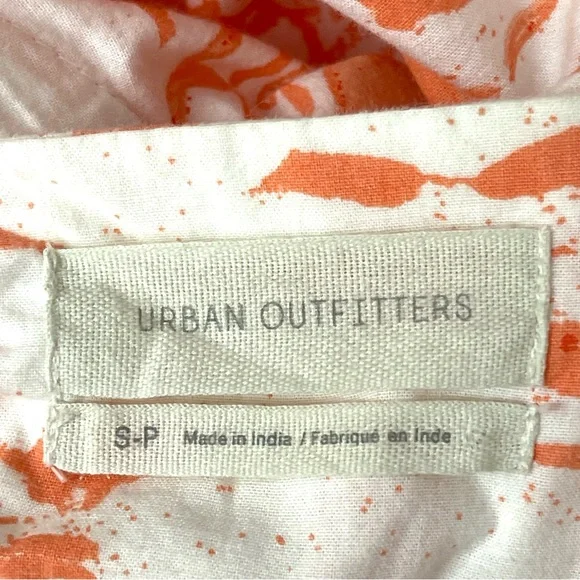 URBAN OUTFITTERS
S-P Made in India / Fabriqué en Inde